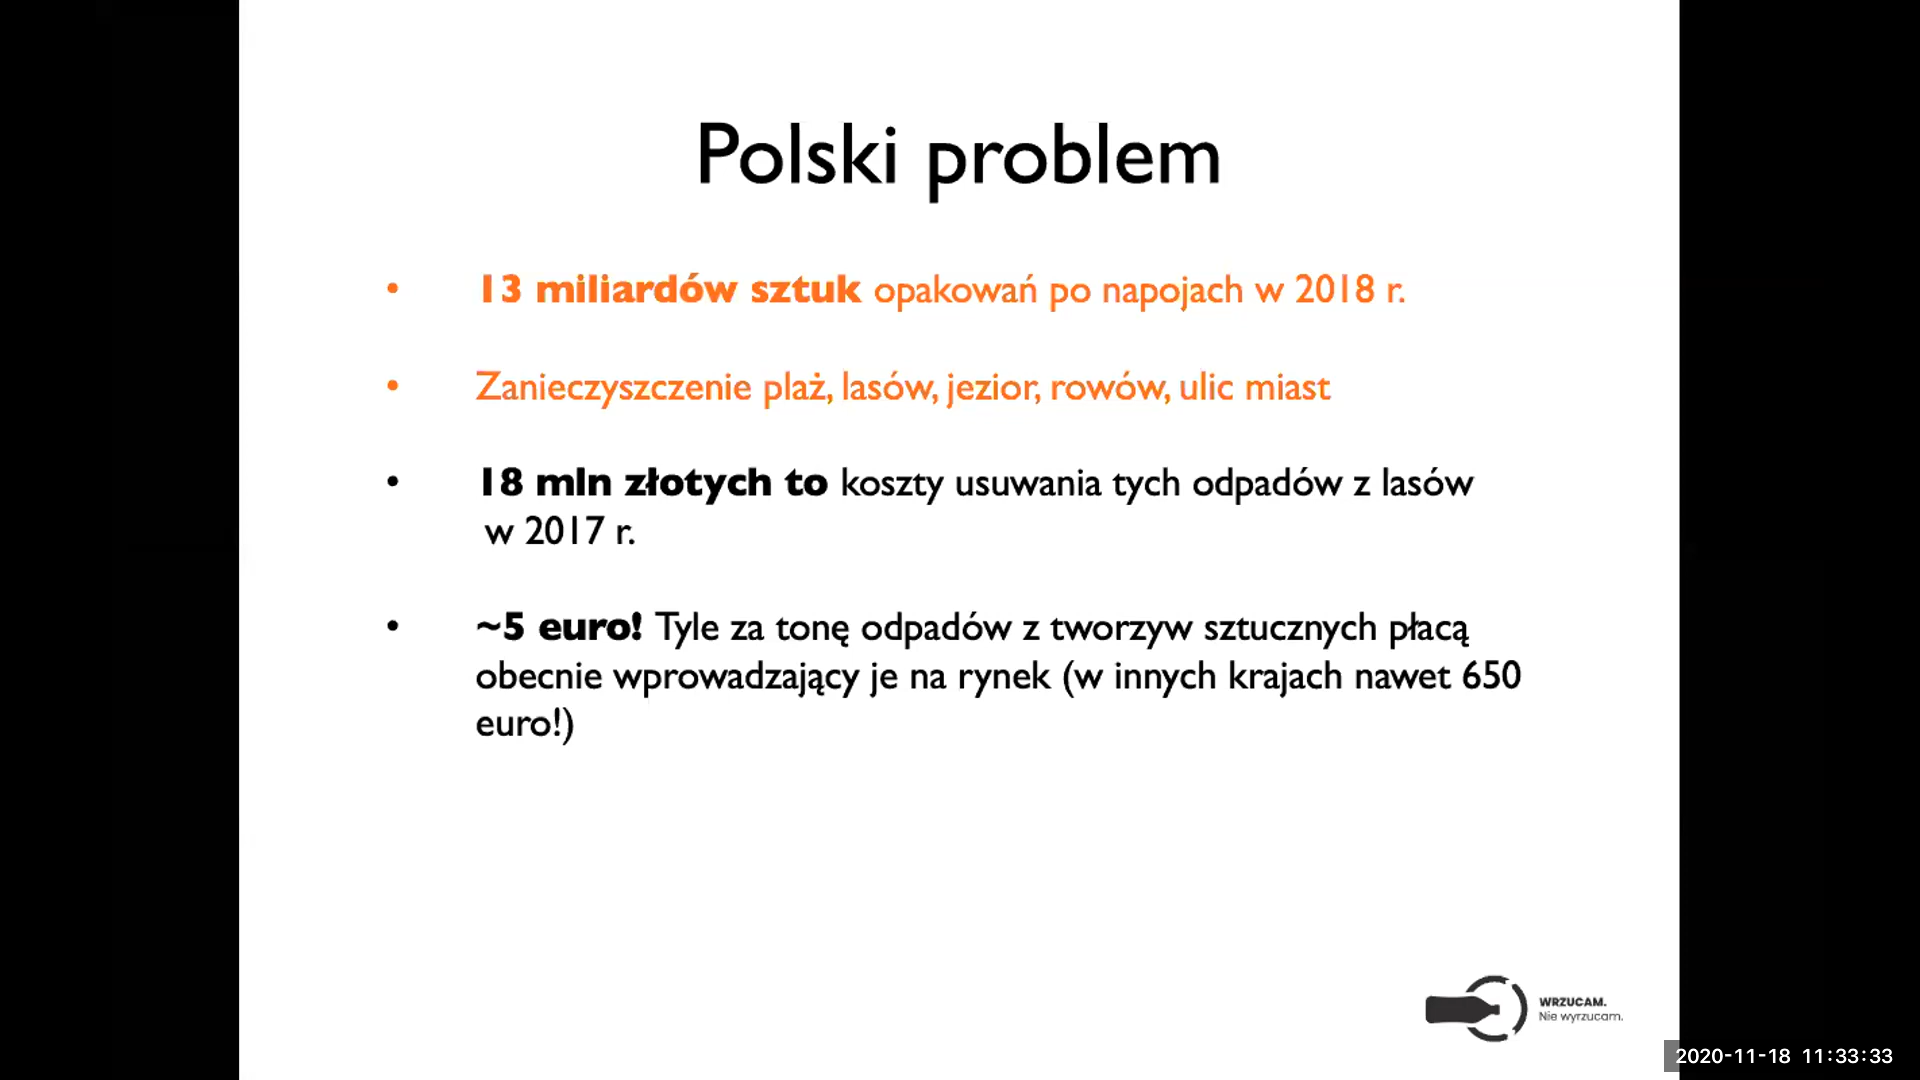 Polski problem
• 13 miliardów sztuk opakowań po napojach w 2018 r.
• Zanieczyszczenie plaż, lasów, jezior, rowów, ulic miast
• 18 mln złotych to koszty usuwania tych odpadów z lasów
w 2017 r.
• ~5 euro! Tyle za tonę odpadów z tworzyw sztucznych płacą
obecnie wprowadzający je na rynek (w innych krajach nawet 650
euro!)
WRZUCAM.
Nie wyrzucam.
2020-11-18 11:33:33